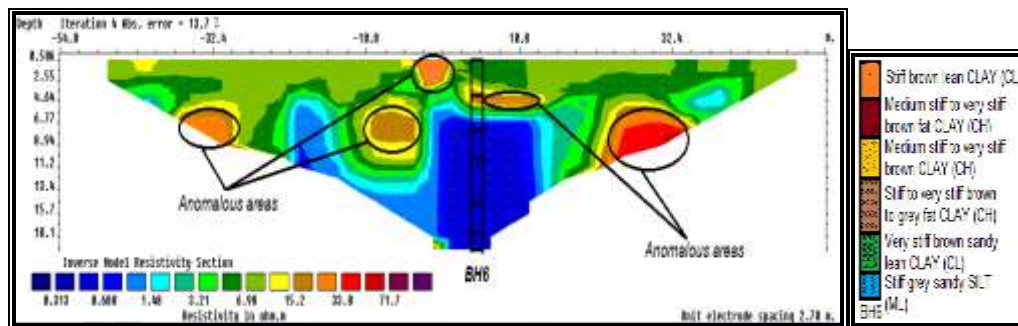 Depth Iteration 4 Abs. error = 13.7 %
-54.0 -32.4 -10.8 10.8 32.4 m.
0.506
2.55
4.64
6.77
8.94
11.2
13.4
15.7
18.1
Anomalous areas
Anomalous areas
BH6
Inverse Model Resistivity Section
0.313 0.680 1.48 3.21 6.98 15.2 33.0 71.7
Resistivity in ohm.m
Unit electrode spacing 2.70 m.
Stiff brown lean CLAY (CL
Medium stiff to very stiff
brown fat CLAY (CH)
Medium stiff to very stiff
brown CLAY (CH)
Stiff to very stiff brown
to grey fat CLAY (CH)
Very stiff brown sandy
lean CLAY (CL)
Stiff grey sandy SILT
(ML)